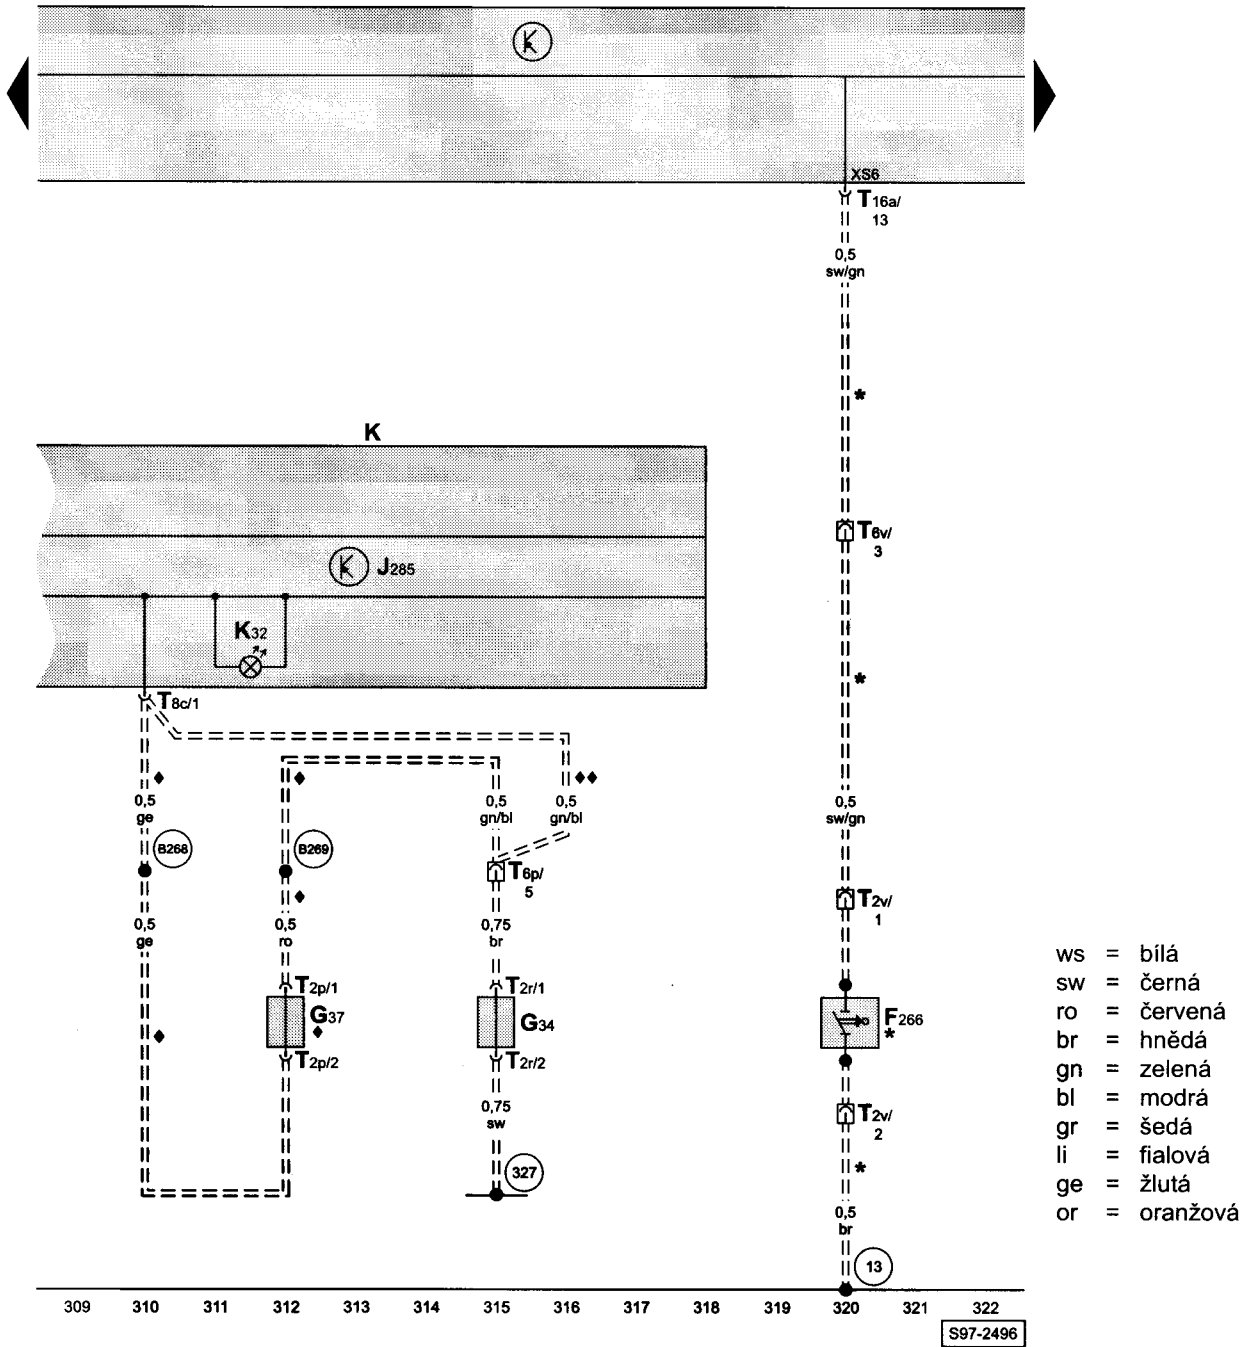 K
XS6
T16a/
13
0,5
sw/gn
*
K
T6v/
3
K J285
K32
*
T8c/1
0,5
ge
0,5
gn/bl
0,5
gn/bl
0,5
sw/gn
B268
B269
T6p/
5
T2v/
1
0,5
ge
0,5
ro
0,75
br
T2p/1
T2r/1
G37
G34
F266
*
T2p/2
T2r/2
0,75
sw
T2v/
2
327
*
0,5
br
13
309 310 311 312 313 314 315 316 317 318 319 320 321 322
S97-2496
ws = bílá
sw = černá
ro = červená
br = hnědá
gn = zelená
bl = modrá
gr = šedá
li = fialová
ge = žlutá
or = oranžová